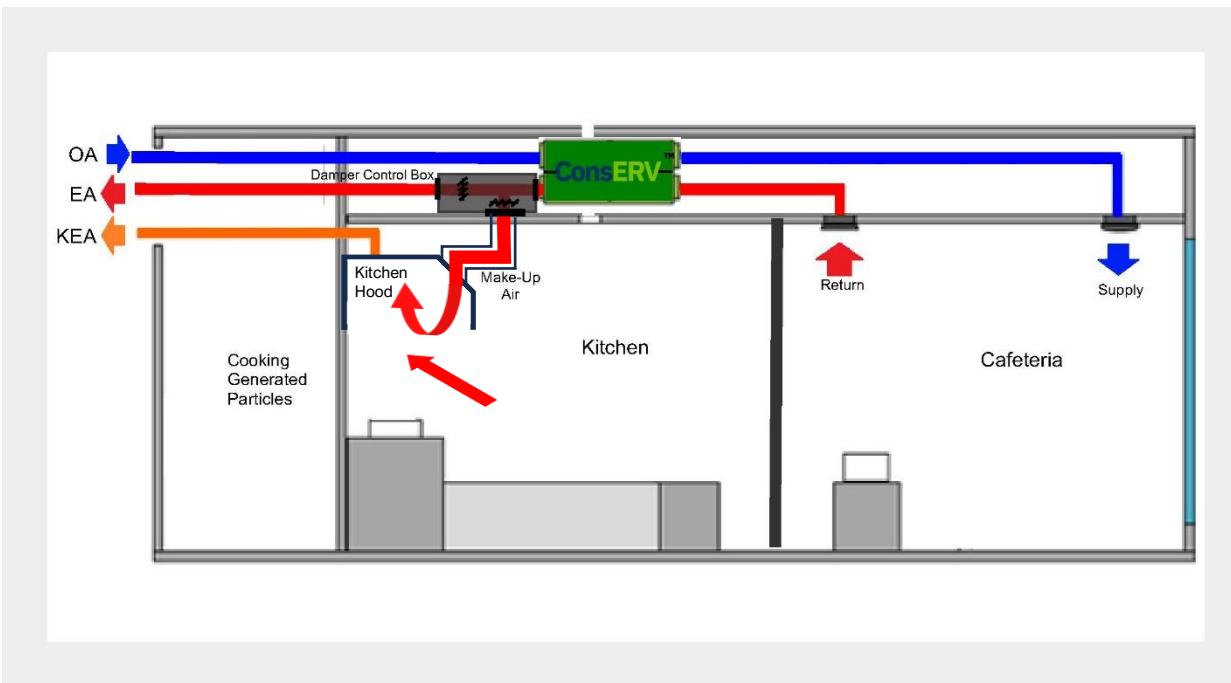 OA
EA
KEA
Damper Control Box
ConsERV™
Kitchen
Hood
Make-Up
Air
Return
Supply
Kitchen
Cafeteria
Cooking
Generated
Particles